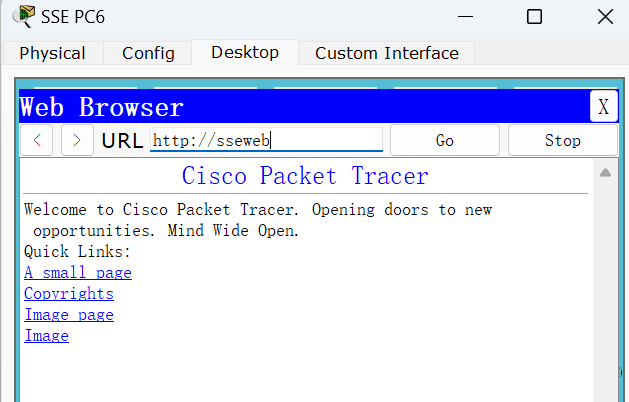 SSE PC6
Physical Config Desktop Custom Interface
Web Browser X
< > URL http://sseweb Go Stop
Cisco Packet Tracer
Welcome to Cisco Packet Tracer. Opening doors to new
opportunities. Mind Wide Open.
Quick Links:
A small page
Copyrights
Image page
Image